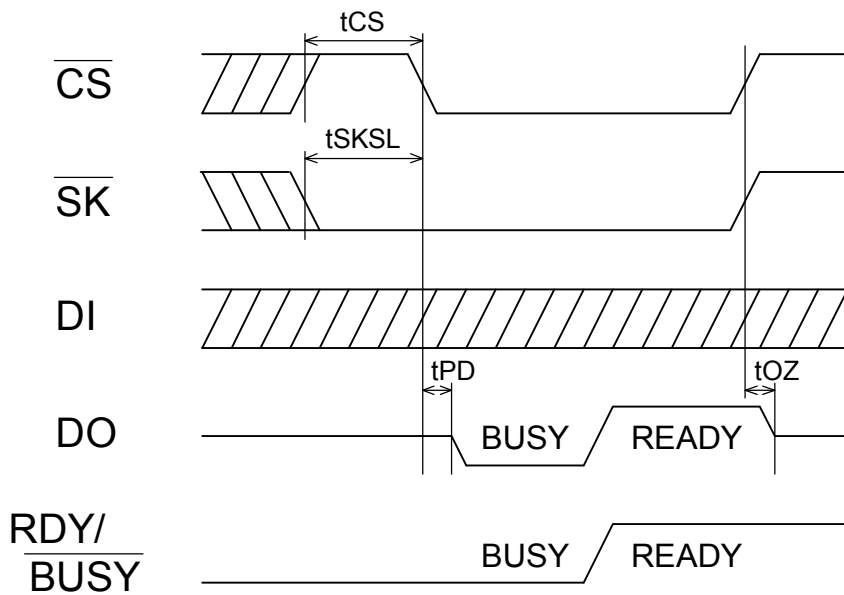 tCS
CS
tSKSL
SK
DI
tPD
tOZ
DO
BUSY READY
RDY/
BUSY
BUSY READY